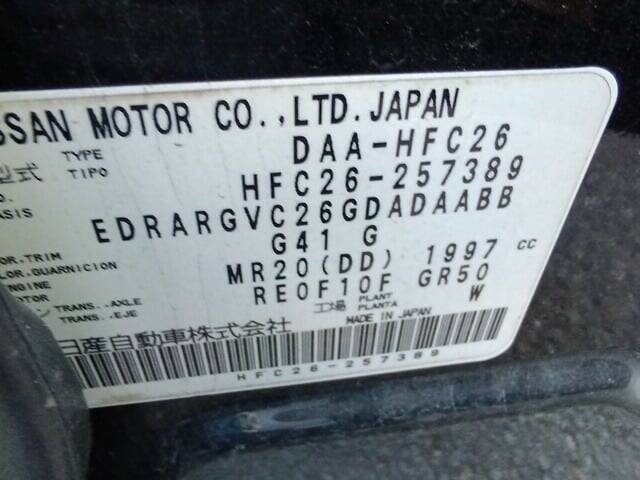 SSAN MOTOR CO.,LTD.JAPAN
型式 TYPE TIPO DAA-HFC26
NO. HFC26-257389
ASIS
EDRARGVC26GDADAABB
OR.TRIM G41 G
LOR.GUARNICION
NGINE MR20(DD) 1997 CC
OTOR
TRANS. AXLE RE0F10F GR50
TRANS.EJE 工場 PLANT PLANTA W
日産自動車株式会社 MADE IN JAPAN
HFC26-257389